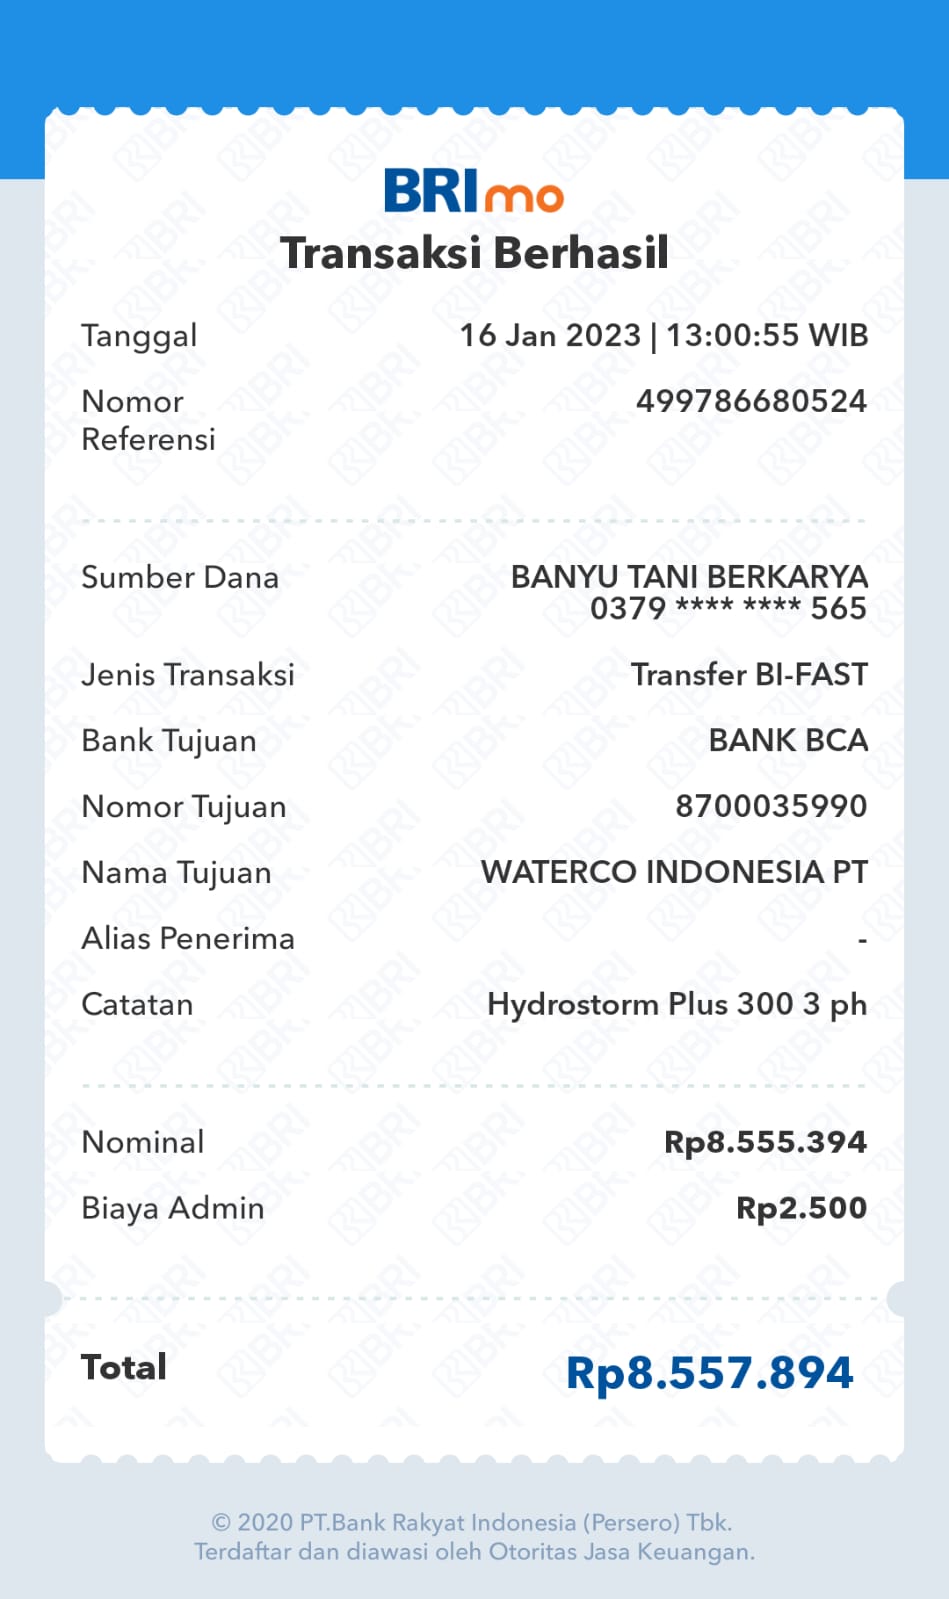 BRImo
Transaksi Berhasil
Tanggal 16 Jan 2023 | 13:00:55 WIB
Nomor Referensi 499786680524
Sumber Dana BANYU TANI BERKARYA
0379 **** **** 565
Jenis Transaksi Transfer BI-FAST
Bank Tujuan BANK BCA
Nomor Tujuan 8700035990
Nama Tujuan WATERCO INDONESIA PT
Alias Penerima -
Catatan Hydrostorm Plus 300 3 ph
Nominal Rp8.555.394
Biaya Admin Rp2.500
Total Rp8.557.894
© 2020 PT.Bank Rakyat Indonesia (Persero) Tbk.
Terdaftar dan diawasi oleh Otoritas Jasa Keuangan.